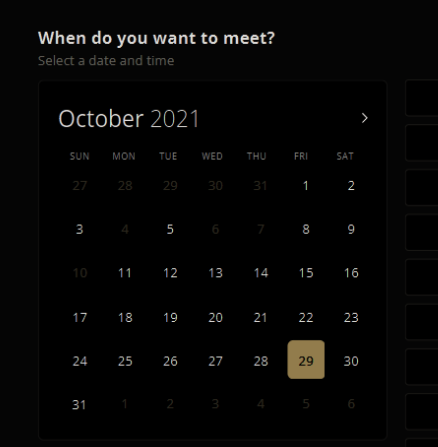 When do you want to meet?
Select a date and time
October 2021
SUN MON TUE WED THU FRI SAT
27 28 29 30 31 1 2
3 4 5 6 7 8 9
10 11 12 13 14 15 16
17 18 19 20 21 22 23
24 25 26 27 28 29 30
31 1 2 3 4 5 6